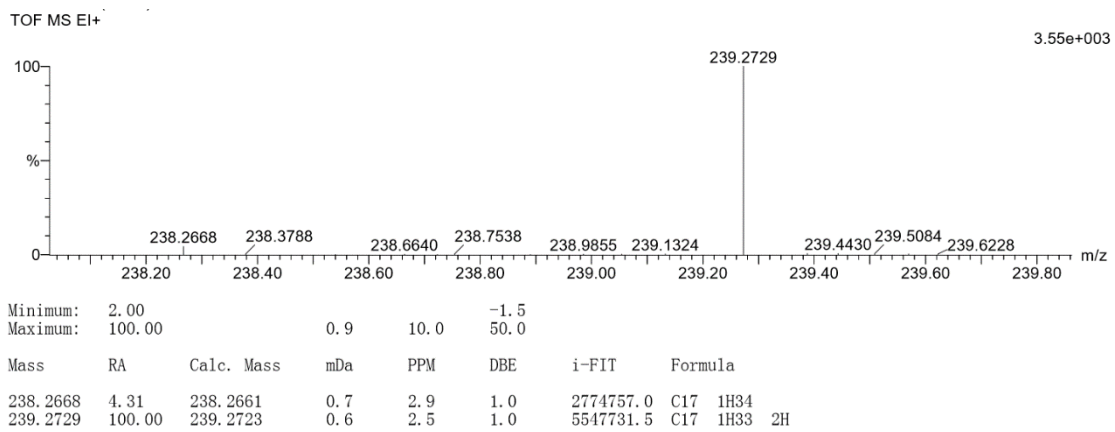 TOF MS EI+
3.55e+003
100
239.2729
%
238.2668 238.3788 238.6640 238.7538 238.9855 239.1324 239.4430 239.5084 239.6228
0
m/z
238.20 238.40 238.60 238.80 239.00 239.20 239.40 239.60 239.80
Minimum: 2.00 -1.5
Maximum: 100.00 0.9 10.0 50.0
Mass RA Calc. Mass mDa PPM DBE i-FIT Formula
238.2668 4.31 238.2661 0.7 2.9 1.0 2774757.0 C17 1H34
239.2729 100.00 239.2723 0.6 2.5 1.0 5547731.5 C17 1H33 2H